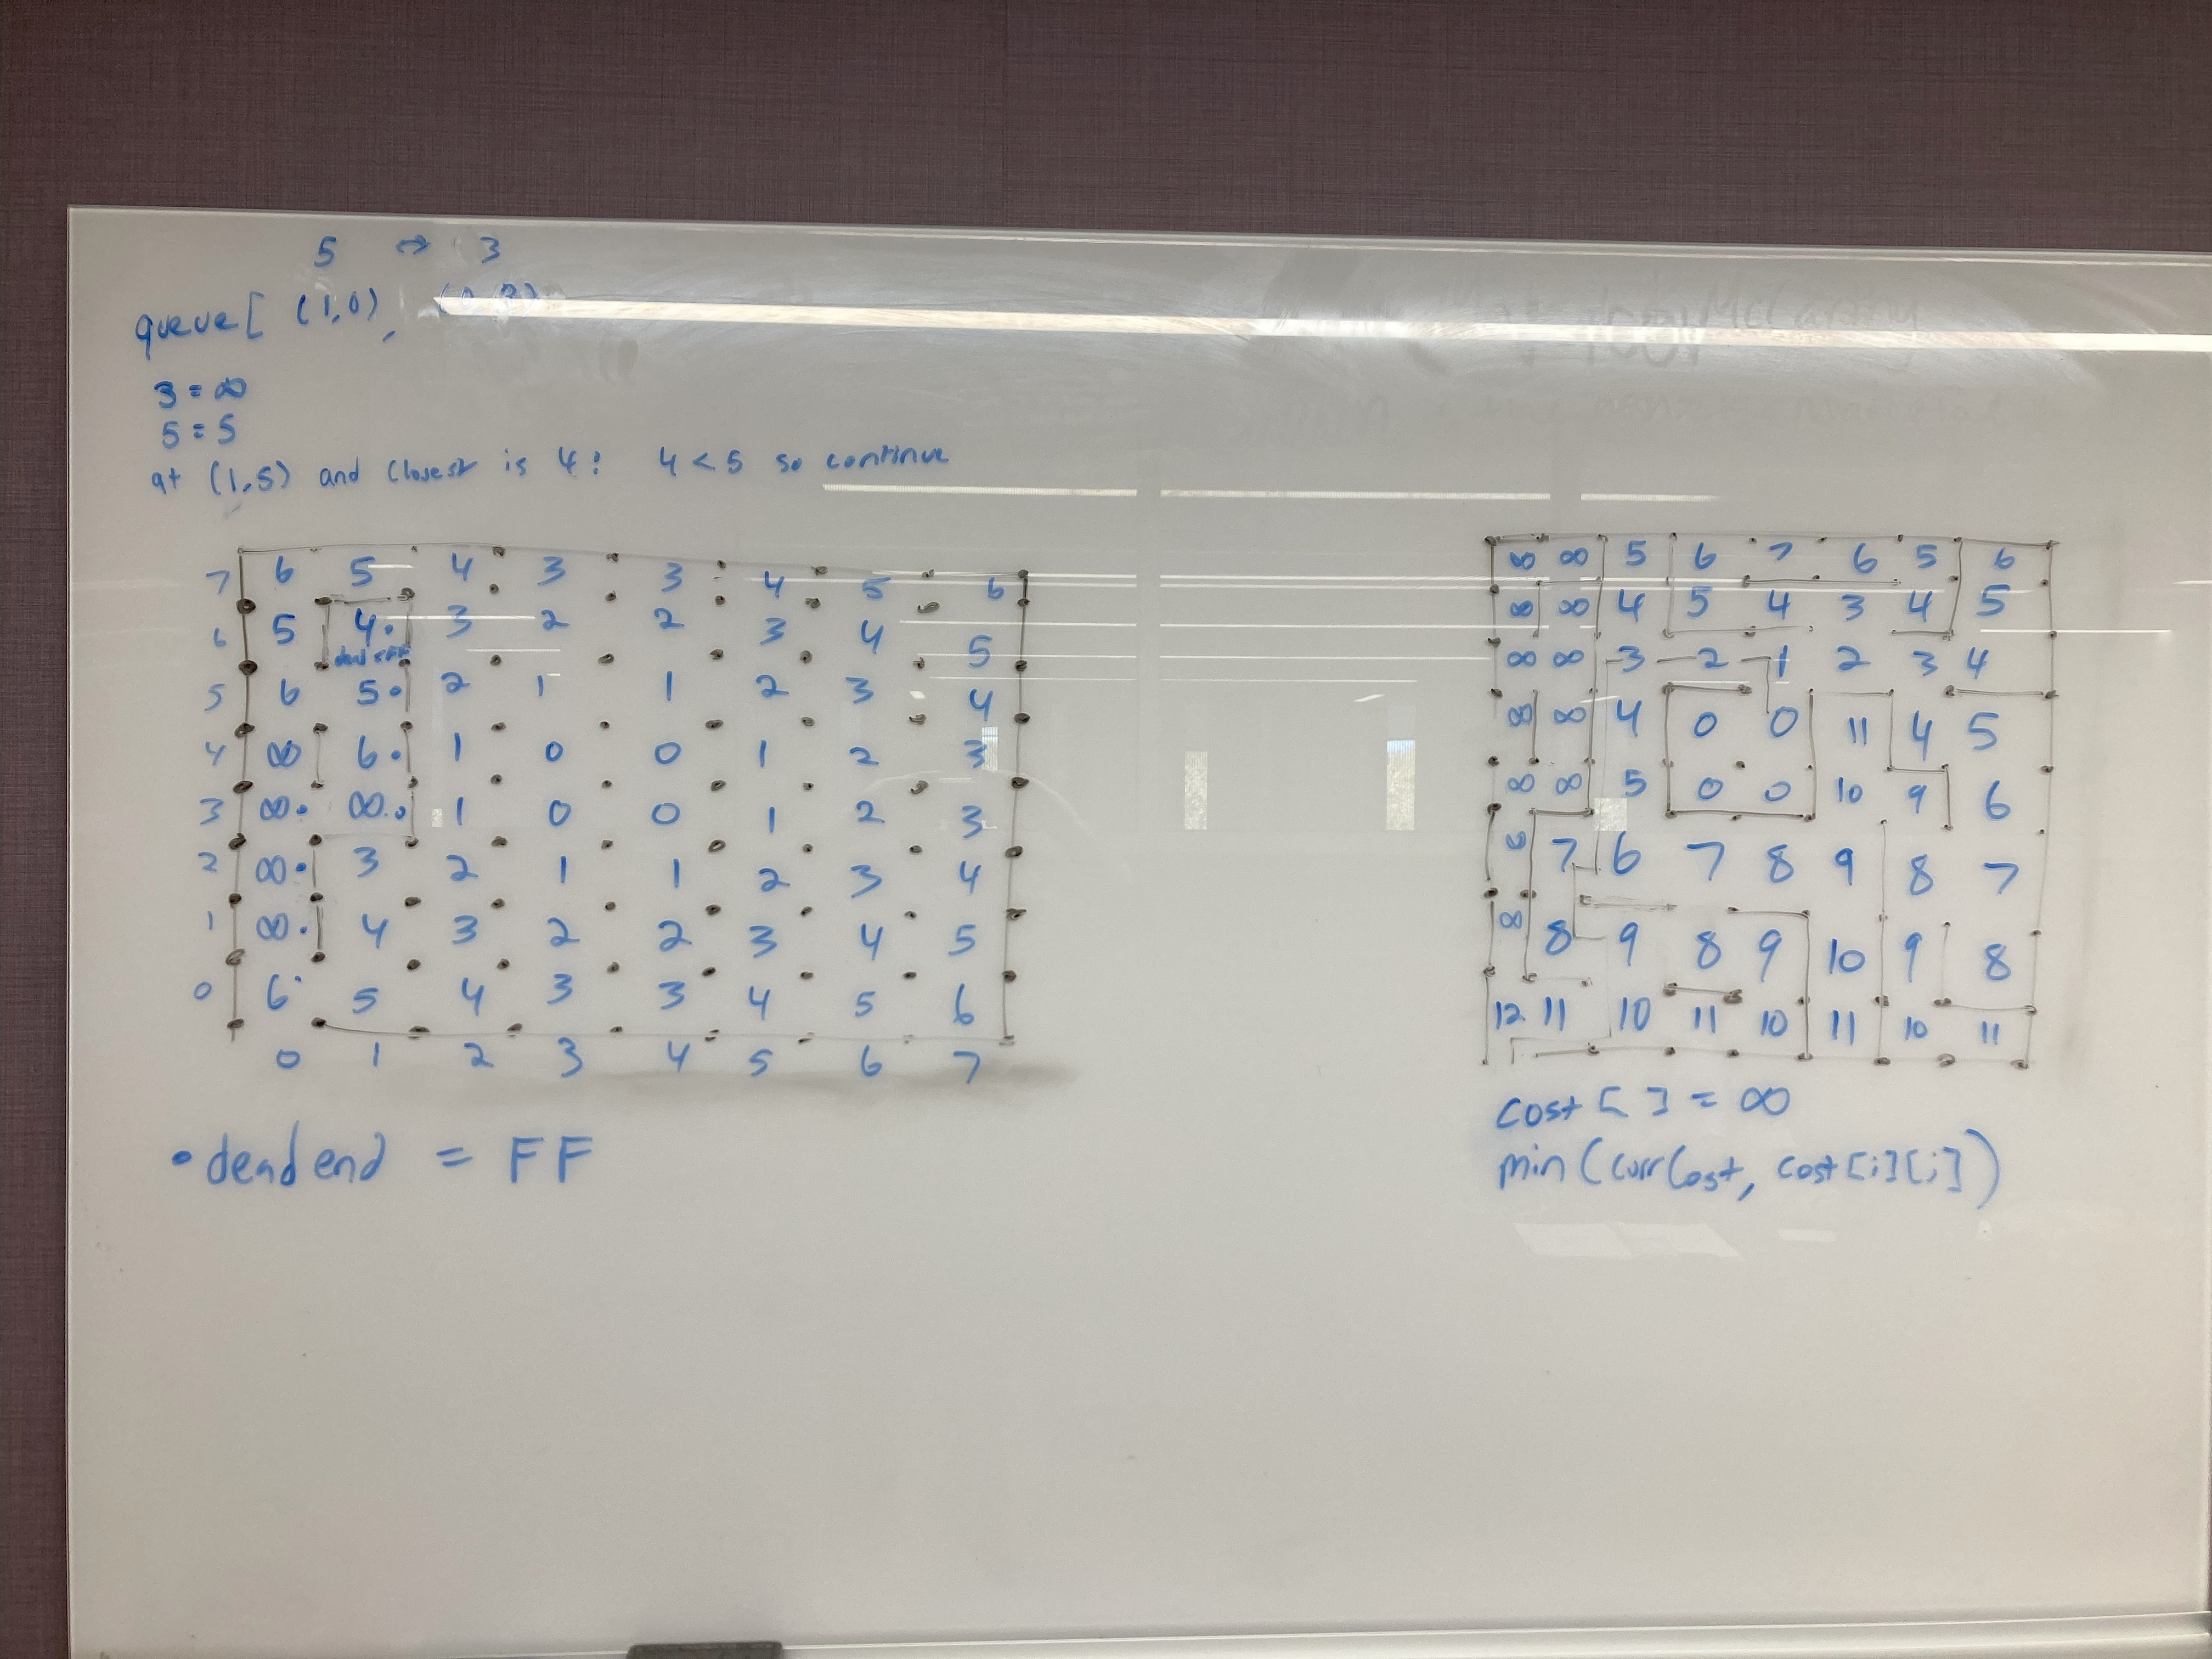 5 ⇔ 3
queue[ (1,0),
3 = ∞
5 = 5
at (1,5) and closest is 4: 4 < 5 so continue
7 6 5 4 3 3 4 5 6
6 5 4 3 2 2 3 4 5
dead FF
5 6 5 2 1 1 2 3 4
4 ∞ 6 1 0 0 1 2 3
3 ∞ ∞ 1 0 0 1 2 3
2 ∞ 3 2 1 1 2 3 4
1 ∞ 4 3 2 2 3 4 5
0 6 5 4 3 3 4 5 6
0 1 2 3 4 5 6 7
• dead end = FF
∞ ∞ 5 6 7 6 5 6
∞ ∞ 4 5 4 3 4 5
∞ ∞ 3 2 1 2 3 4
∞ ∞ 4 0 0 11 4 5
∞ ∞ 5 0 0 10 9 6
∞ 7 6 7 8 9 8 7
∞ 8 9 8 9 10 9 8
12 11 10 11 10 11 10 11
cost[ ] = ∞
min(currCost, cost[i][j])